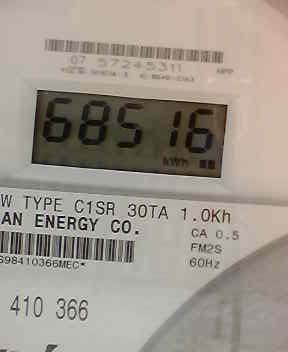 07 57245311
68516
kWh
W TYPE C1SR 30TA 1.0Kh
AN ENERGY CO.
CA 0.5
FM2S
60Hz
S98410366MEC*
410 366